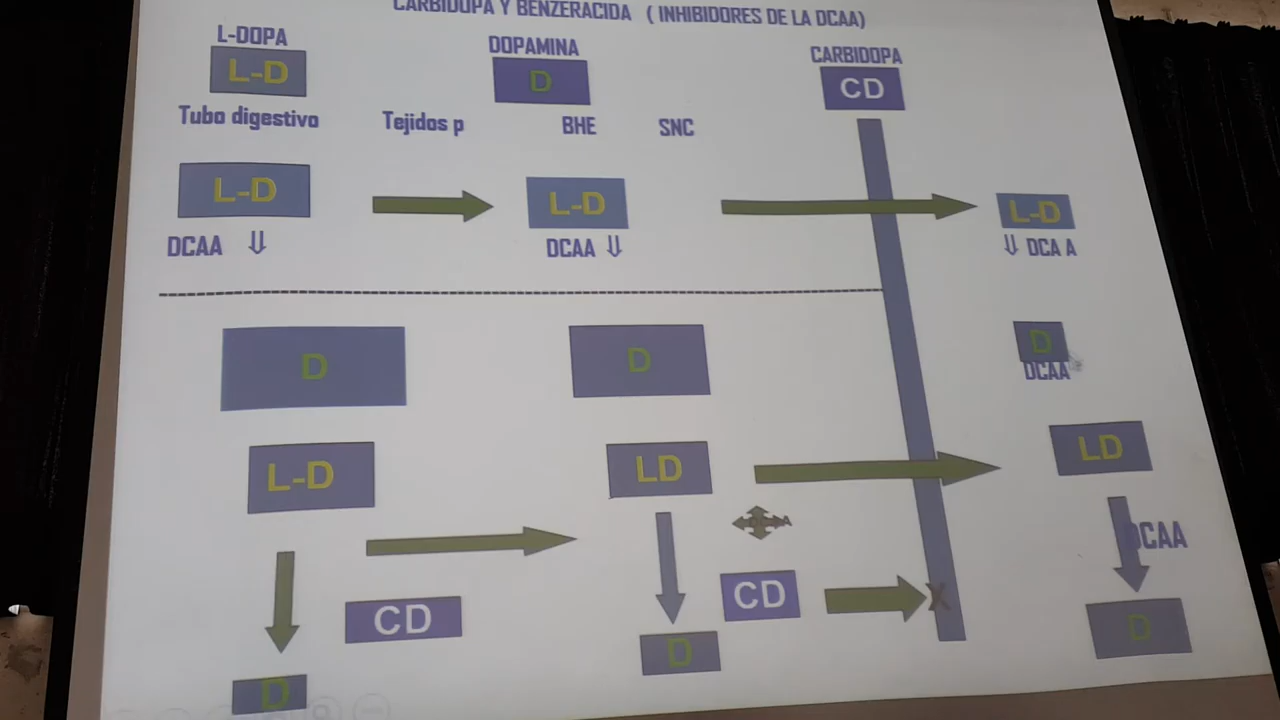 CARBIDOPA Y BENZERACIDA ( INHIBIDORES DE LA DCAA)
L-DOPA
DOPAMINA
CARBIDOPA
L-D
D
CD
Tubo digestivo
Tejidos p
BHE
SNC
L-D
L-D
L-D
DCAA ⇓
DCAA ⇓
⇓ DCA A
D
D
D
DCAA
L-D
LD
LD
DCAA
CD
CD
X
D
D
D